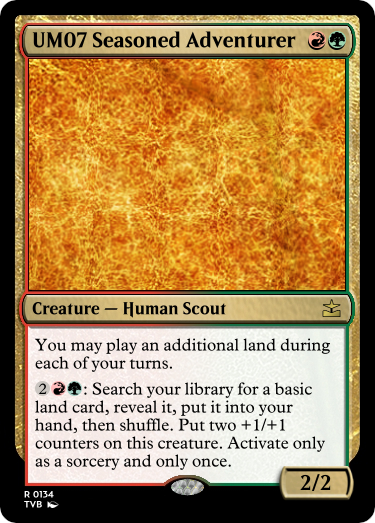 UM07 Seasoned Adventurer
Creature — Human Scout
You may play an additional land during
each of your turns.
2: Search your library for a basic
land card, reveal it, put it into your
hand, then shuffle. Put two +1/+1
counters on this creature. Activate only
as a sorcery and only once.
2/2
R 0134
TVB